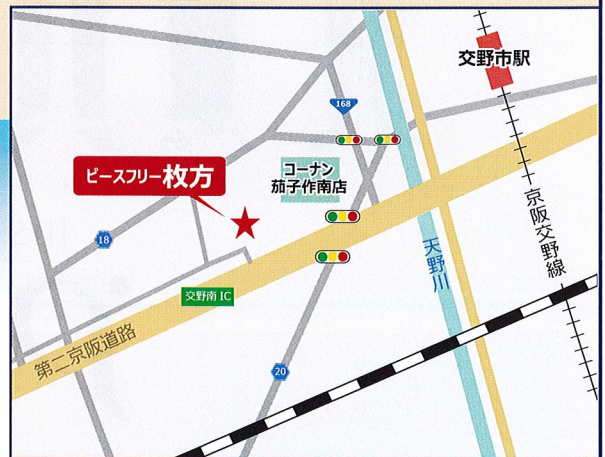 交野市駅
168
コーナン
茄子作南店
ピースフリー枚方
18
交野南 IC
第二京阪道路
天野川
京阪交野線
20